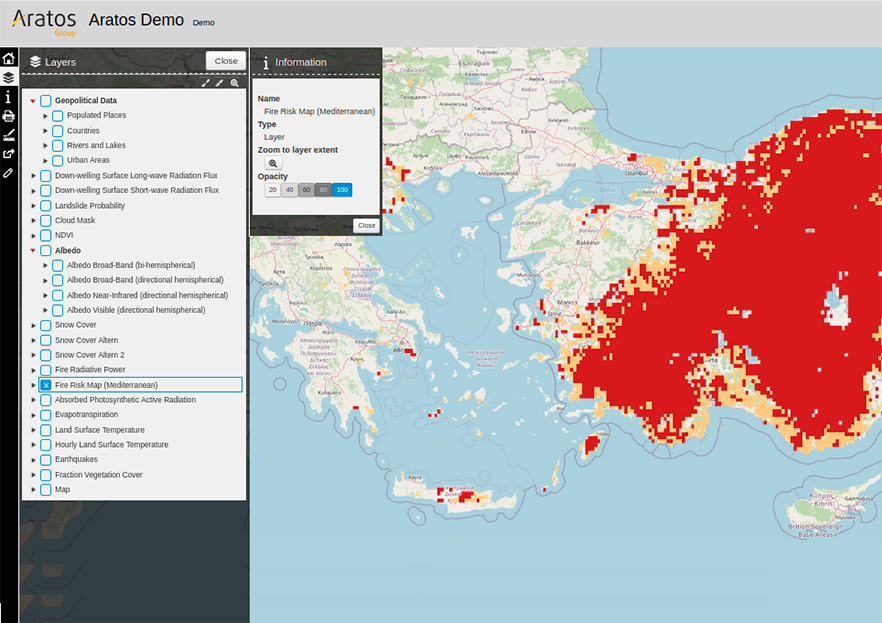 Aratos
Group
Aratos Demo
Demo
Layers
Close
Geopolitical Data
Populated Places
Countries
Rivers and Lakes
Urban Areas
Down-welling Surface Long-wave Radiation Flux
Down-welling Surface Short-wave Radiation Flux
Landslide Probability
Cloud Mask
NDVI
Albedo
Albedo Broad-Band (bi-hemispherical)
Albedo Broad-Band (directional hemispherical)
Albedo Near-Infrared (directional hemispherical)
Albedo Visible (directional hemispherical)
Snow Cover
Snow Cover Altern
Snow Cover Altern 2
Fire Radiative Power
x Fire Risk Map (Mediterranean)
Absorbed Photosynthetic Active Radiation
Evapotranspiration
Land Surface Temperature
Hourly Land Surface Temperature
Earthquakes
Fraction Vegetation Cover
Map
Information
Name
Fire Risk Map (Mediterranean)
Type
Layer
Zoom to layer extent
Opacity
20 40 60 80 100
Close
България
İstanbul
Balıkesir
Manisa
Πάτρα
Λάρισα
Χανιά
Κύπρος
Kıbrıs
British Sovereign
Base Areas